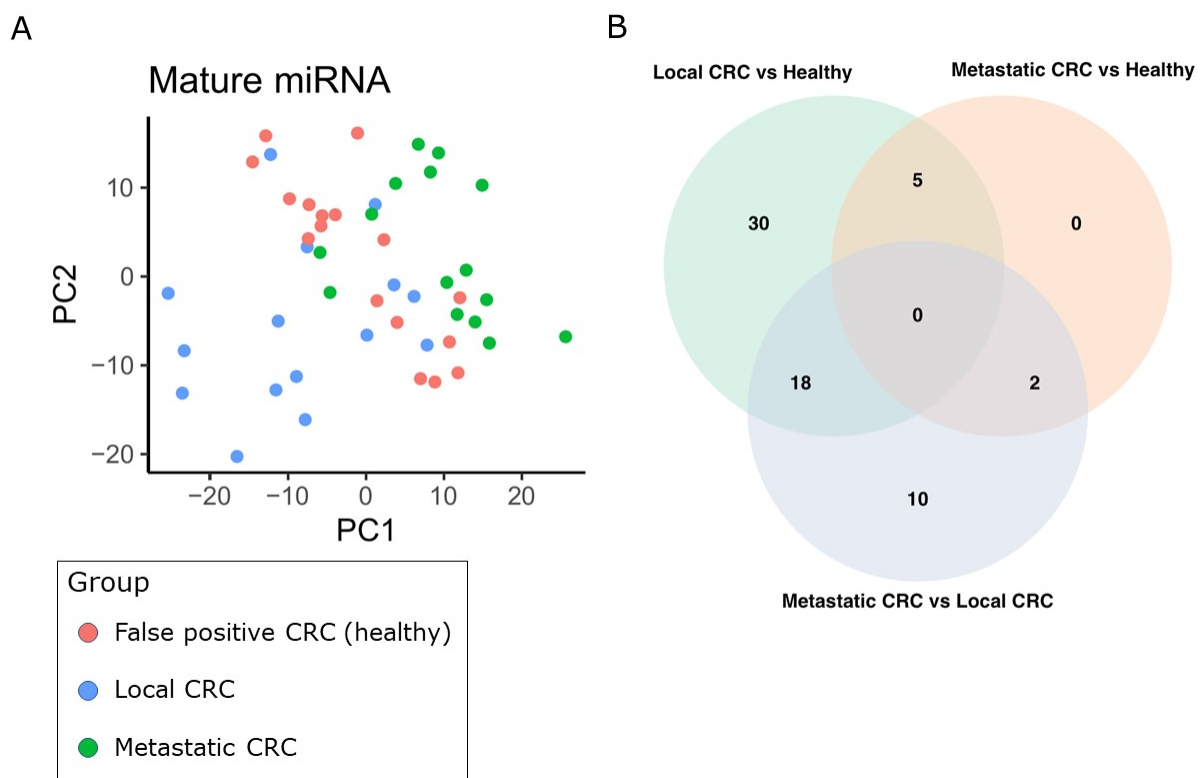 A
B
Mature miRNA
PC2
10
0
−10
−20
−20 −10 0 10 20
PC1
Group
False positive CRC (healthy)
Local CRC
Metastatic CRC
Local CRC vs Healthy
Metastatic CRC vs Healthy
5
30
0
0
18
2
10
Metastatic CRC vs Local CRC